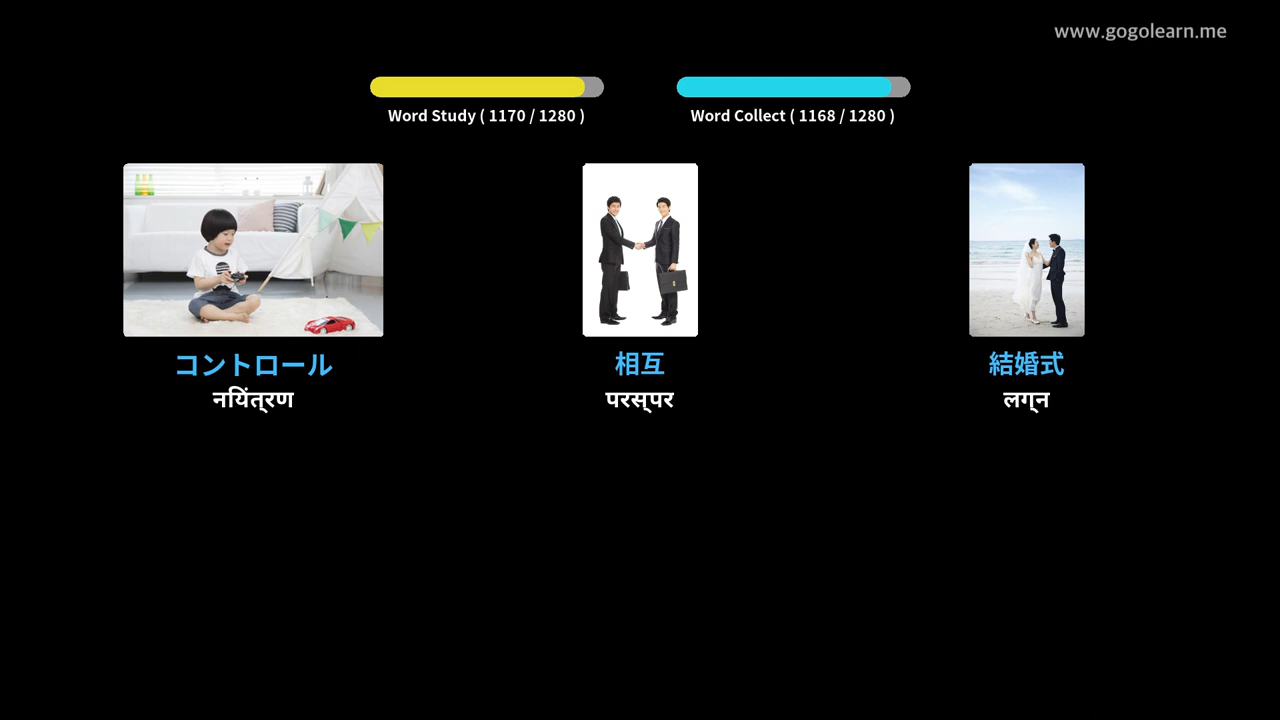 www.gogolearn.me
Word Study ( 1170 / 1280 )
Word Collect ( 1168 / 1280 )
コントロール
नियंत्रण
相互
परस्पर
結婚式
लग्न